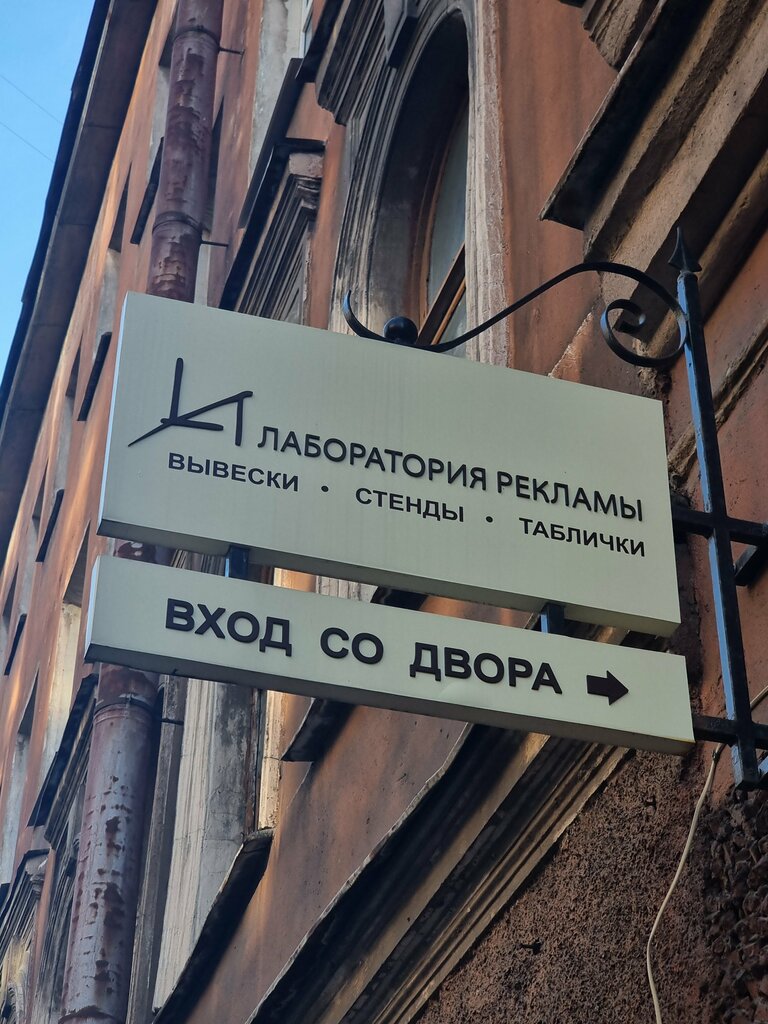 ЛАБОРАТОРИЯ РЕКЛАМЫ
ВЫВЕСКИ • СТЕНДЫ • ТАБЛИЧКИ
ВХОД СО ДВОРА →